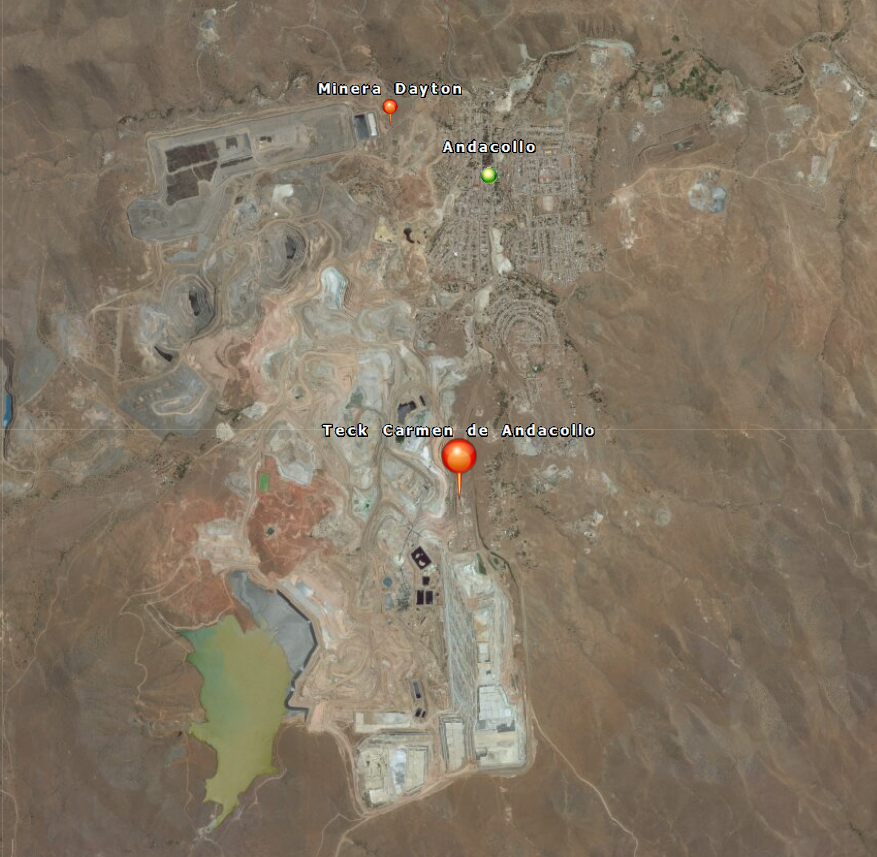 Minera Dayton
Andacollo
Teck Carmen de Andacollo